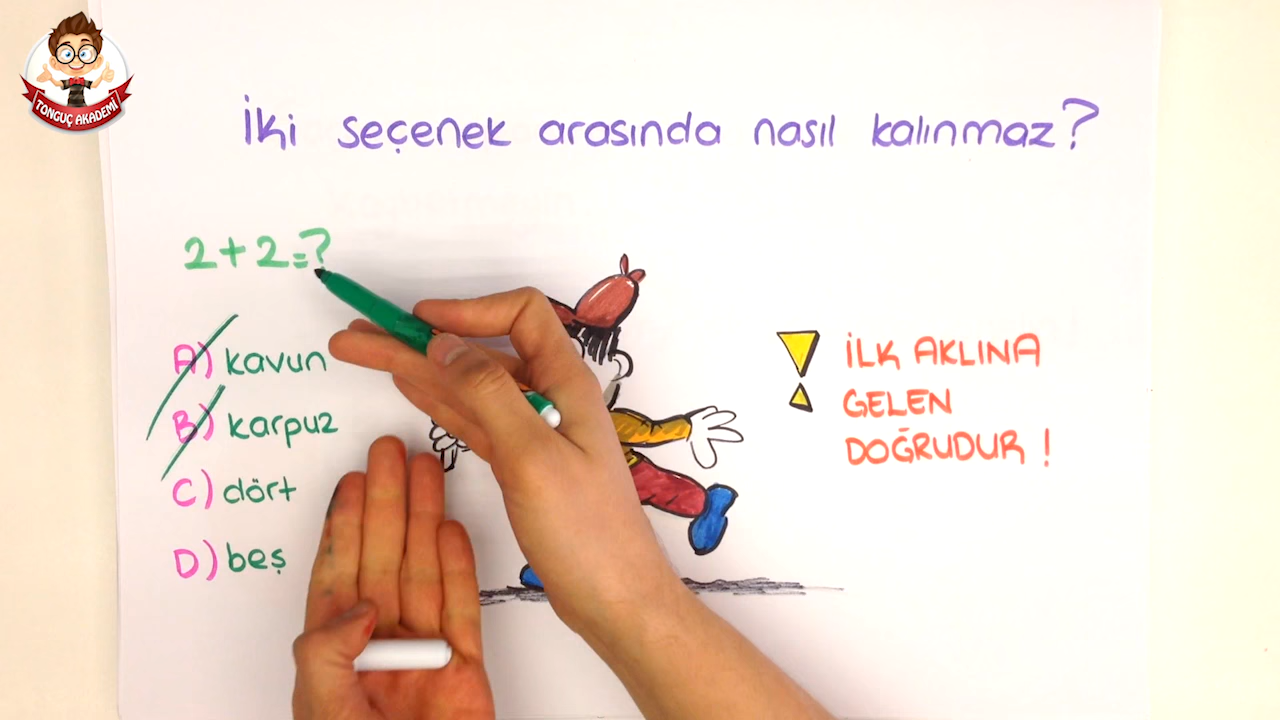 TONGUÇ AKADEMİ
İki seçenek arasında nasıl kalınmaz?
2+2=?
A) kavun
B) karpuz
C) dört
D) beş
İLK AKLINA
GELEN
DOĞRUDUR !